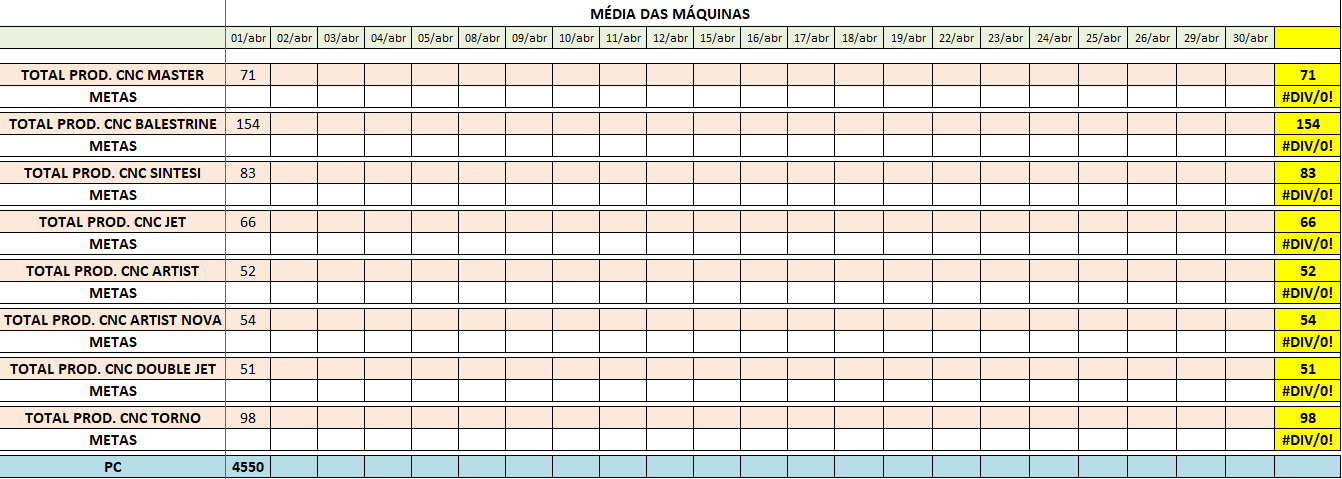 MÉDIA DAS MÁQUINAS
01/abr 02/abr 03/abr 04/abr 05/abr 08/abr 09/abr 10/abr 11/abr 12/abr 15/abr 16/abr 17/abr 18/abr 19/abr 22/abr 23/abr 24/abr 25/abr 26/abr 29/abr 30/abr
TOTAL PROD. CNC MASTER 71 71
METAS #DIV/0!
TOTAL PROD. CNC BALESTRINE 154 154
METAS #DIV/0!
TOTAL PROD. CNC SINTESI 83 83
METAS #DIV/0!
TOTAL PROD. CNC JET 66 66
METAS #DIV/0!
TOTAL PROD. CNC ARTIST 52 52
METAS #DIV/0!
TOTAL PROD. CNC ARTIST NOVA 54 54
METAS #DIV/0!
TOTAL PROD. CNC DOUBLE JET 51 51
METAS #DIV/0!
TOTAL PROD. CNC TORNO 98 98
METAS #DIV/0!
PC 4550